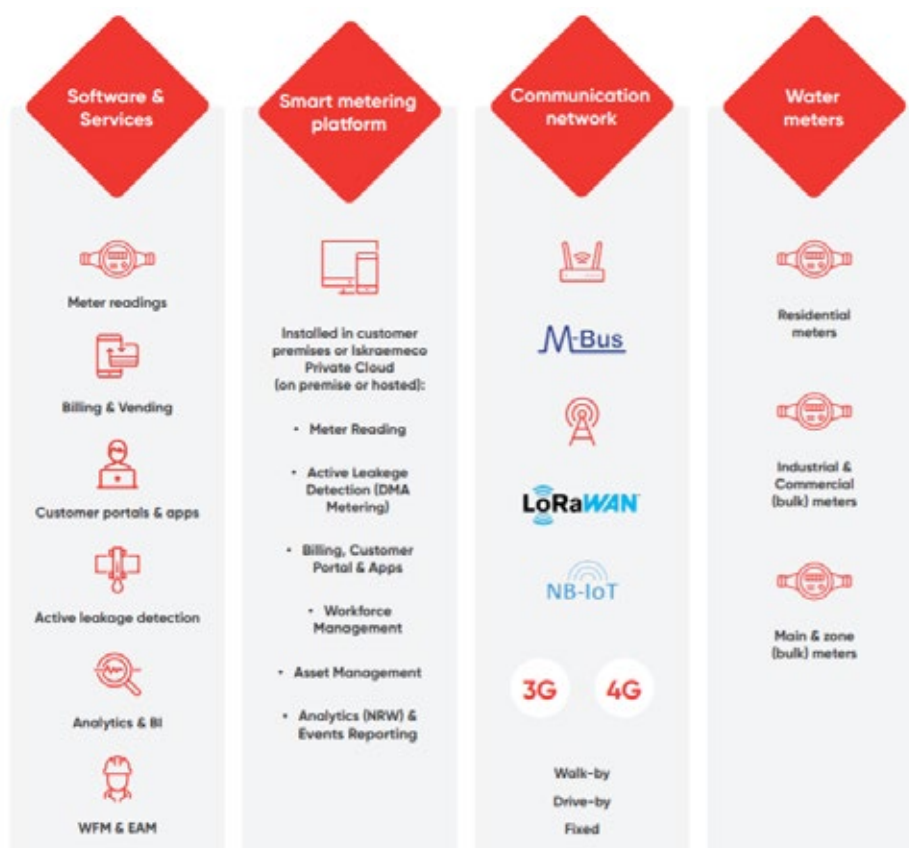 Software &
Services
Meter readings
Billing & Vending
Customer portals & apps
Active leakage detection
Analytics & BI
WFM & EAM
Smart metering
platform
Installed in customer
premises or Iskraemeco
Private Cloud
(on premise or hosted):
• Meter Reading
• Active Leakege
Detection (DMA
Metering)
• Billing, Customer
Portal & Apps
• Workforce
Management
• Asset Management
• Analytics (NRW) &
Events Reporting
Communication
network
M-Bus
LoRaWAN
NB-IoT
3G 4G
Walk-by
Drive-by
Fixed
Water
meters
Residential
meters
Industrial &
Commercial
(bulk) meters
Main & zone
(bulk) meters